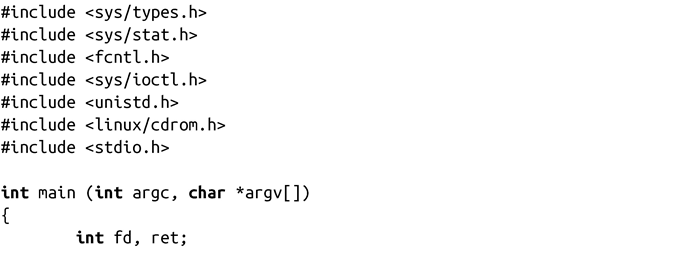 #include <sys/types.h>
#include <sys/stat.h>
#include <fcntl.h>
#include <sys/ioctl.h>
#include <unistd.h>
#include <linux/cdrom.h>
#include <stdio.h>

int main (int argc, char *argv[])
{
        int fd, ret;